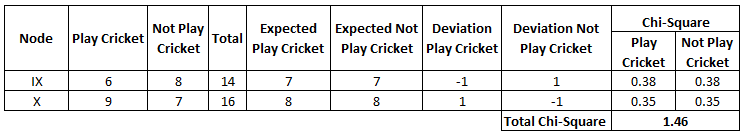 Node Play Cricket Not Play Cricket Total Expected Play Cricket Expected Not Play Cricket Deviation Play Cricket Deviation Not Play Cricket Chi-Square
Play Cricket Not Play Cricket
IX 6 8 14 7 7 -1 1 0.38 0.38
X 9 7 16 8 8 1 -1 0.35 0.35
Total Chi-Square 1.46